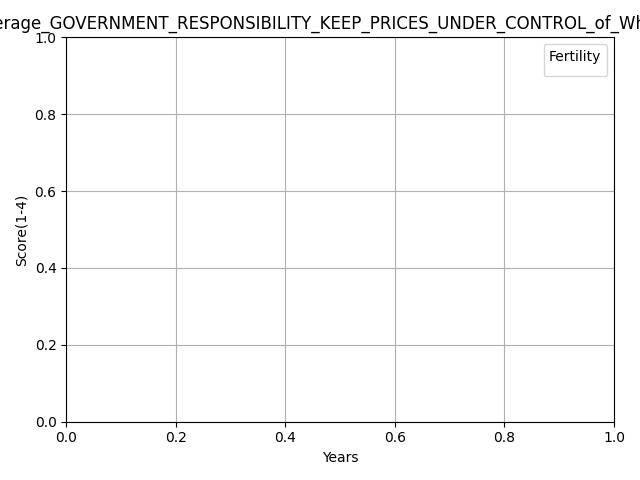 erage_GOVERNMENT_RESPONSIBILITY_KEEP_PRICES_UNDER_CONTROL_of_Wh
Fertility
1.0
0.8
0.6
0.4
0.2
0.0
Score(1-4)
0.0 0.2 0.4 0.6 0.8 1.0
Years